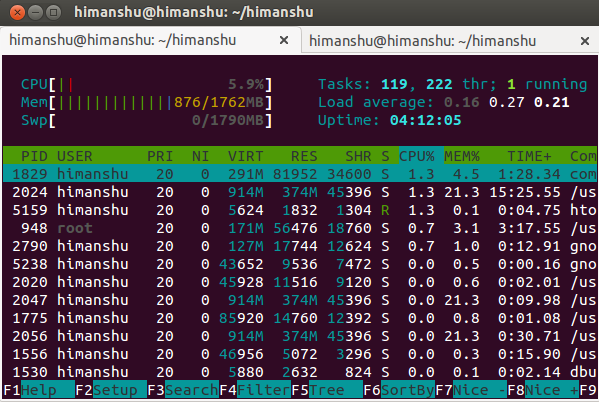 himanshu@himanshu: ~/himanshu
himanshu@himanshu: ~/himanshu × himanshu@himanshu: ~/himanshu ×
CPU[|| 5.9%] Tasks: 119, 222 thr; 1 running
Mem[|||||||||||||876/1762MB] Load average: 0.16 0.27 0.21
Swp[ 0/1790MB] Uptime: 04:12:05
PID USER PRI NI VIRT RES SHR S CPU% MEM% TIME+ Com
1829 himanshu 20 0 291M 81952 34600 S 1.3 4.5 1:28.34 com
2024 himanshu 20 0 914M 374M 45396 S 1.3 21.3 15:25.55 /us
5159 himanshu 20 0 5624 1832 1304 R 1.3 0.1 0:04.75 hto
948 root 20 0 171M 56476 18760 S 0.7 3.1 3:17.55 /us
2790 himanshu 20 0 127M 17744 12624 S 0.7 1.0 0:12.91 gno
5238 himanshu 20 0 43652 9536 7472 S 0.0 0.5 0:00.16 gno
2020 himanshu 20 0 45928 11516 9120 S 0.0 0.6 0:02.01 /us
2047 himanshu 20 0 914M 374M 45396 S 0.0 21.3 0:09.98 /us
1775 himanshu 20 0 85920 14760 12392 S 0.0 0.8 0:01.08 /us
2056 himanshu 20 0 914M 374M 45396 S 0.0 21.3 0:30.71 /us
1556 himanshu 20 0 46956 5072 3296 S 0.0 0.3 0:15.90 /us
1530 himanshu 20 0 5880 2632 824 S 0.0 0.1 0:02.14 dbu
F1Help F2Setup F3SearchF4FilterF5Tree F6SortByF7Nice -F8Nice +F9